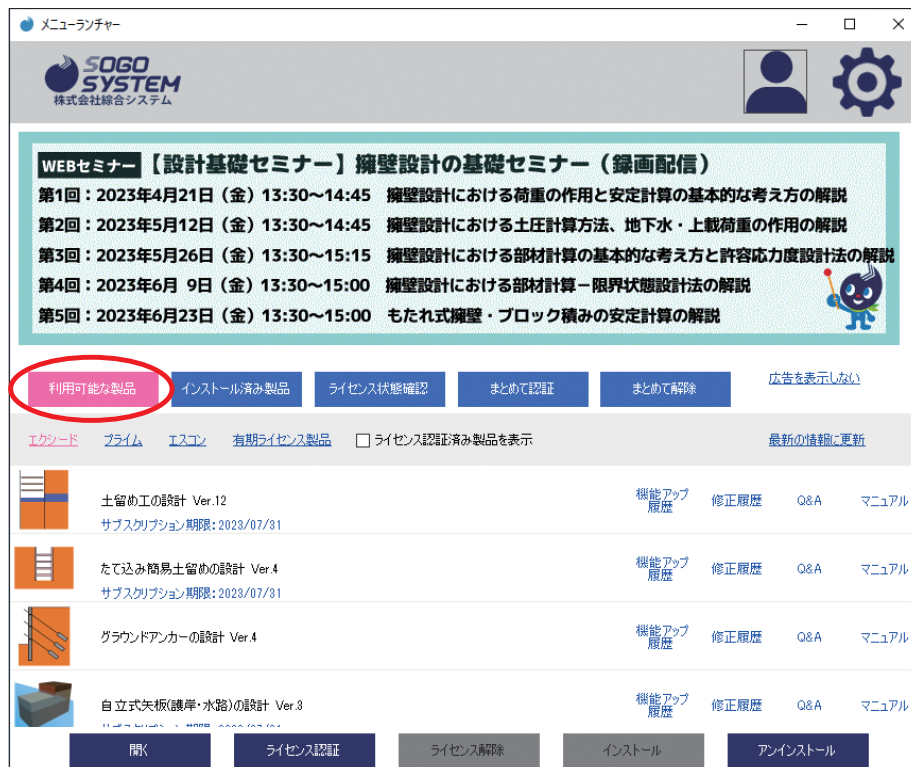 メニューランチャー
SOGO
SYSTEM
株式会社綜合システム
WEBセミナー 【設計基礎セミナー】擁壁設計の基礎セミナー（録画配信）
第1回：2023年4月21日（金）13:30～14:45 擁壁設計における荷重の作用と安定計算の基本的な考え方の解説
第2回：2023年5月12日（金）13:30～14:45 擁壁設計における土圧計算方法、地下水・上載荷重の作用の解説
第3回：2023年5月26日（金）13:30～15:15 擁壁設計における部材計算の基本的な考え方と許容応力度設計法の解説
第4回：2023年6月 9日（金）13:30～15:00 擁壁設計における部材計算－限界状態設計法の解説
第5回：2023年6月23日（金）13:30～15:00 もたれ式擁壁・ブロック積みの安定計算の解説
利用可能な製品 インストール済み製品 ライセンス状態確認 まとめて認証 まとめて解除 広告を表示しない
エクシード プライム エスコン 有期ライセンス製品 ライセンス認証済み製品を表示 最新の情報に更新
土留め工の設計 Ver.12 機能アップ履歴 修正履歴 Q&A マニュアル
サブスクリプション期限：2023/07/31
たて込み簡易土留めの設計 Ver.4 機能アップ履歴 修正履歴 Q&A マニュアル
サブスクリプション期限：2023/07/31
グラウンドアンカーの設計 Ver.4 機能アップ履歴 修正履歴 Q&A マニュアル
自立式矢板(護岸・水路)の設計 Ver.3 機能アップ履歴 修正履歴 Q&A マニュアル
開く ライセンス認証 ライセンス解除 インストール アンインストール